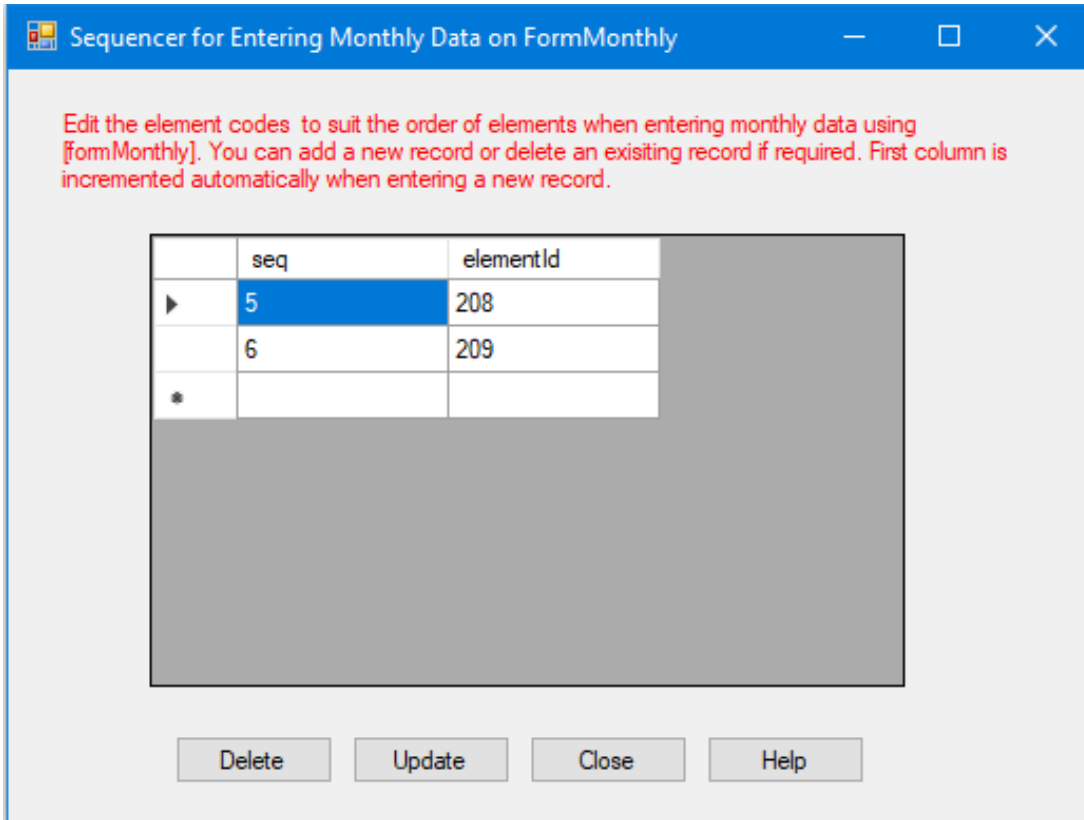 Sequencer for Entering Monthly Data on FormMonthly
Edit the element codes  to suit the order of elements when entering monthly data using
[formMonthly]. You can add a new record or delete an exisiting record if required. First column is
incremented automatically when entering a new record.
seq elementId
5 208
6 209
Delete Update Close Help